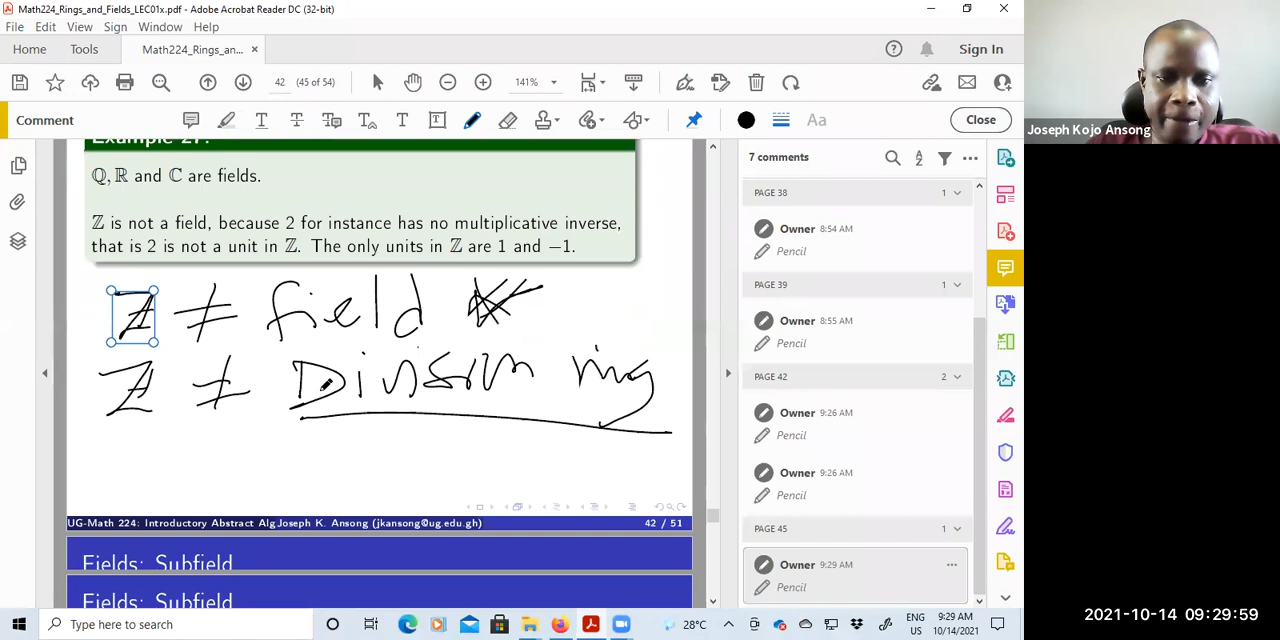 Math224_Rings_and_Fields_LEC01x.pdf - Adobe Acrobat Reader DC (32-bit)
File Edit View Sign Window Help
Home Tools Math224_Rings_an... × Sign In
42 (45 of 54) 141%
Comment Aa Close
Joseph Kojo Ansong
Example 27.
ℚ, ℝ and ℂ are fields.
ℤ is not a field, because 2 for instance has no multiplicative inverse,
that is 2 is not a unit in ℤ. The only units in ℤ are 1 and −1.
ℤ ≠ field
ℤ ≠ Division ring
UG-Math 224: Introductory Abstract Alg Joseph K. Ansong (jkansong@ug.edu.gh) 42 / 51
Fields: Subfield
Fields: Subfield
7 comments
PAGE 38 1
Owner 8:54 AM
Pencil
PAGE 39 1
Owner 8:55 AM
Pencil
PAGE 42 2
Owner 9:26 AM
Pencil
Owner 9:26 AM
Pencil
PAGE 45 1
Owner 9:29 AM
Pencil
Type here to search
28°C
ENG
US
9:29 AM
10/14/2021
2021-10-14 09:29:59